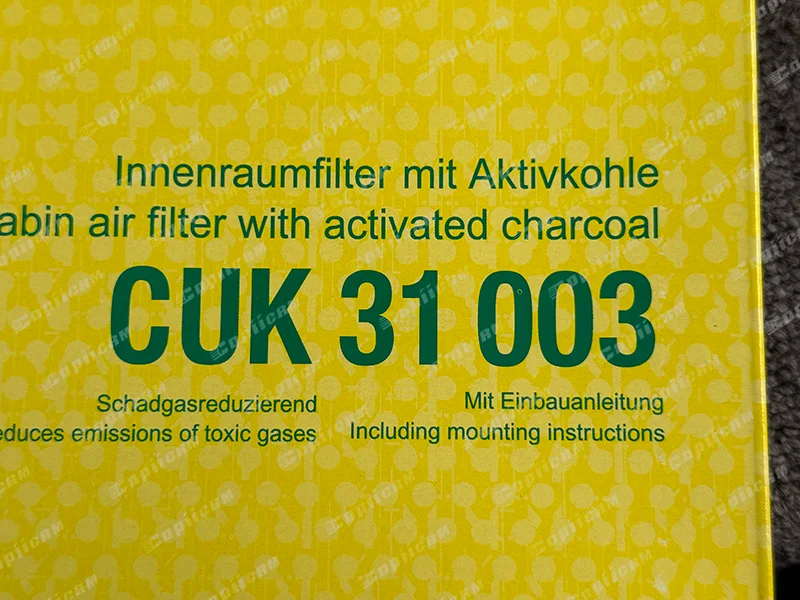 Innenraumfilter mit Aktivkohle
abin air filter with activated charcoal
CUK 31 003
Schadgasreduzierend
educes emissions of toxic gases
Mit Einbauanleitung
Including mounting instructions
CopiiCAM